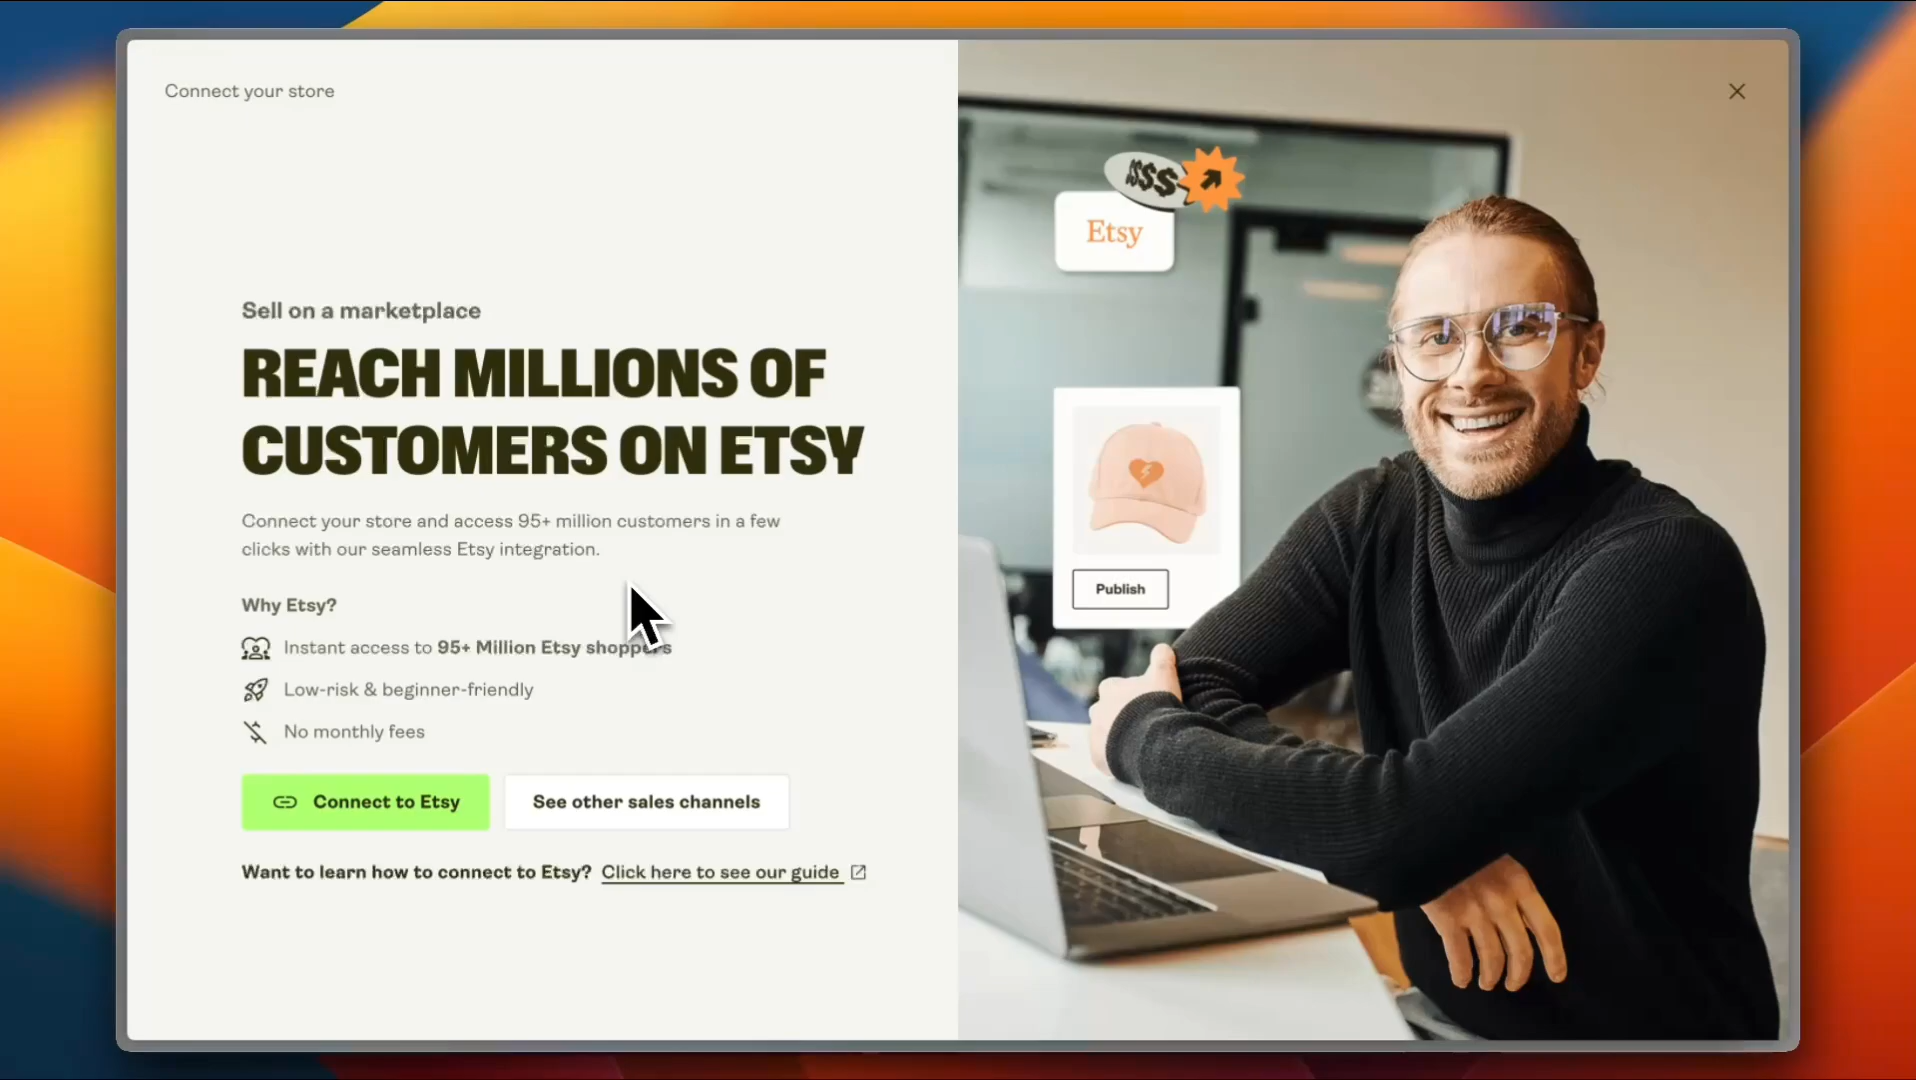 Connect your store
Sell on a marketplace
REACH MILLIONS OF
CUSTOMERS ON ETSY
Connect your store and access 95+ million customers in a few
clicks with our seamless Etsy integration.
Why Etsy?
Instant access to 95+ Million Etsy shoppers
Low-risk & beginner-friendly
No monthly fees
Connect to Etsy
See other sales channels
Want to learn how to connect to Etsy? Click here to see our guide
$$$
Etsy
Publish